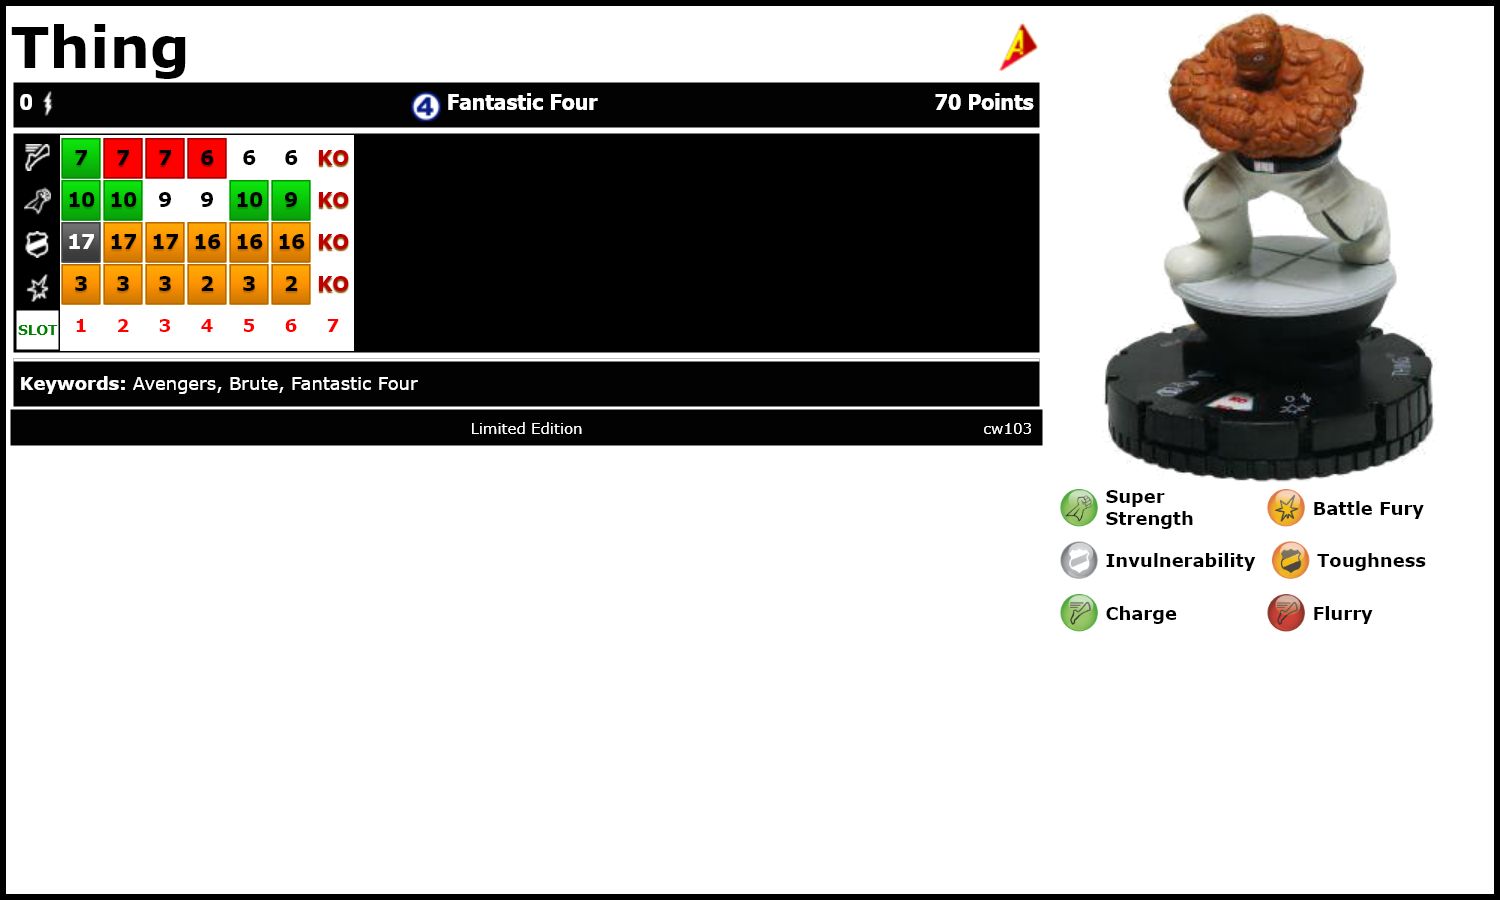 Thing
A
0 4 Fantastic Four 70 Points
7 7 7 6 6 6 KO
10 10 9 9 10 9 KO
17 17 17 16 16 16 KO
3 3 3 2 3 2 KO
SLOT 1 2 3 4 5 6 7
Keywords: Avengers, Brute, Fantastic Four
Limited Edition cw103
THING
KO
Super
Strength
Battle Fury
Invulnerability Toughness
Charge Flurry